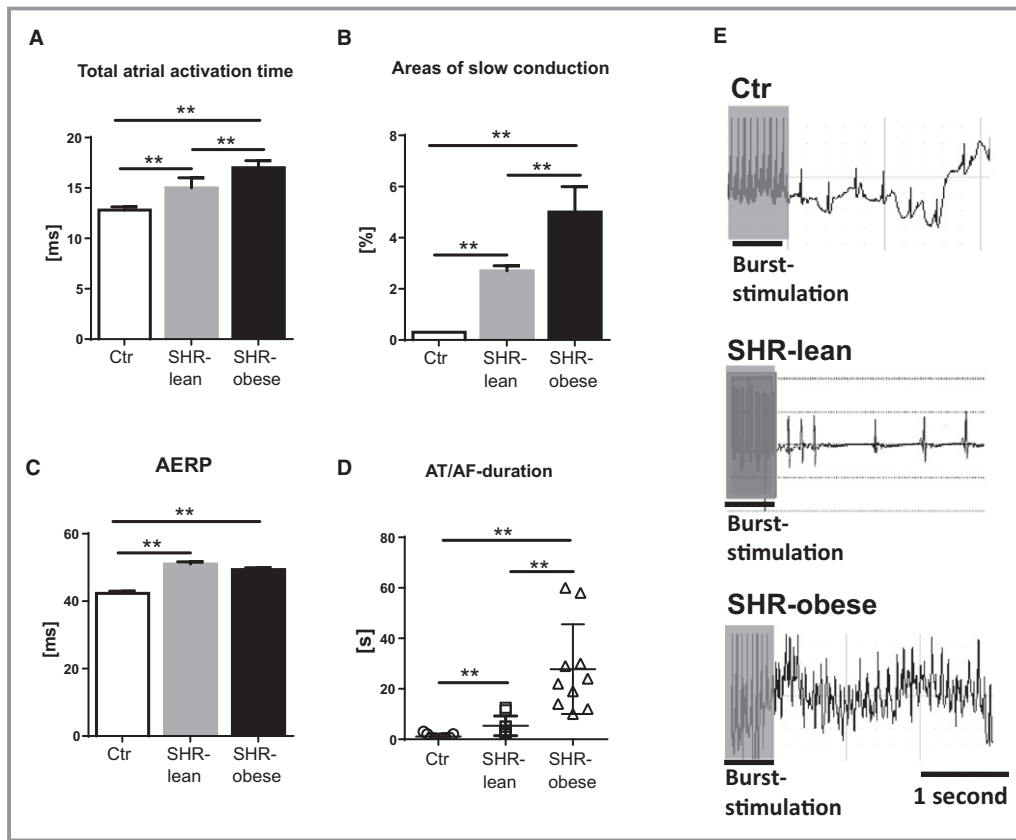 A
Total atrial activation time
**
**
**
20
15
10
5
0
[ms]
Ctr
SHR-
lean
SHR-
obese
B
Areas of slow conduction
**
**
**
8
6
4
2
0
[%]
Ctr
SHR-
lean
SHR-
obese
C
AERP
**
**
60
40
20
0
[ms]
Ctr
SHR-
lean
SHR-
obese
D
AT/AF-duration
**
**
**
80
60
40
20
0
[s]
Ctr
SHR-
lean
SHR-
obese
E
Ctr
Burst-
stimulation
SHR-lean
Burst-
stimulation
SHR-obese
Burst-
stimulation
1 second